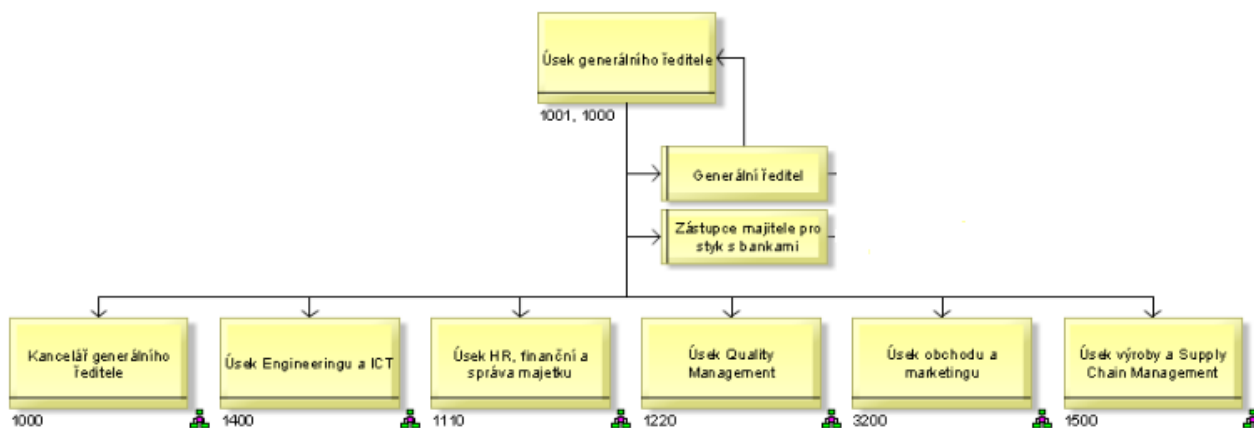 Úsek generálního ředitele
1001, 1000
Generální ředitel
Zástupce majitele pro
styk s bankami
Kancelář generálního
ředitele
Úsek Engineeringu a ICT
Úsek HR, finanční a
správa majetku
Úsek Quality
Management
Úsek obchodu a
marketingu
Úsek výroby a Supply
Chain Management
1000
1400
1110
1220
3200
1500